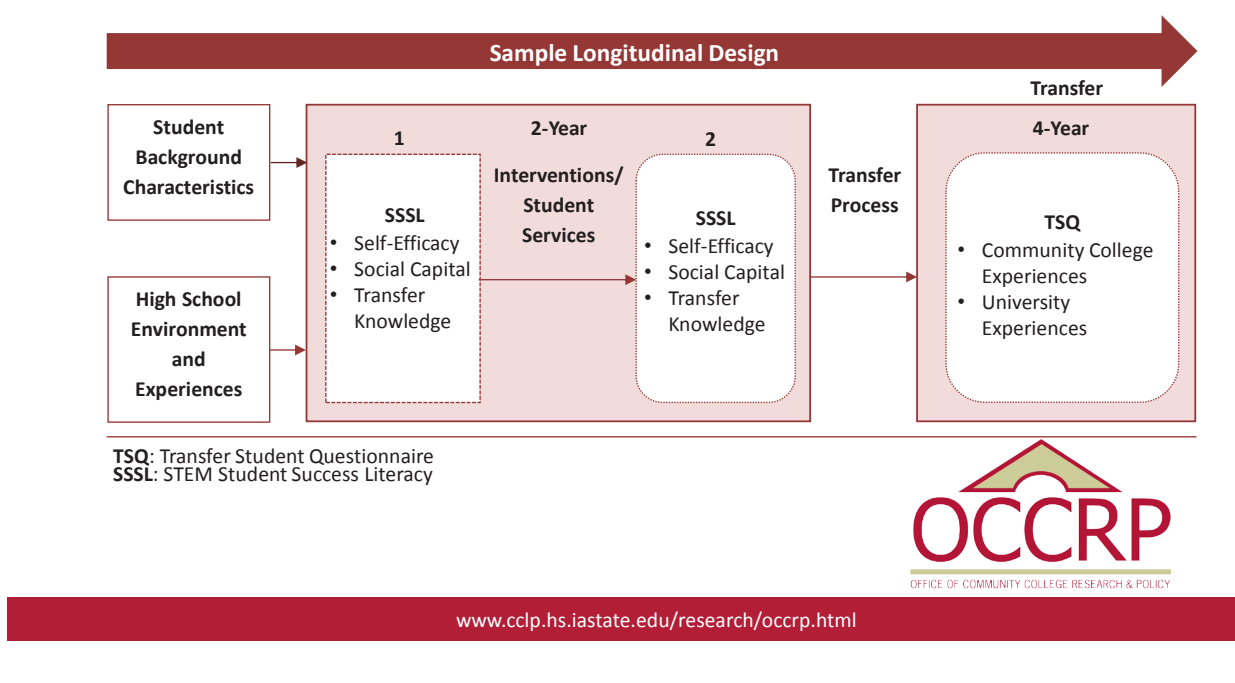 Sample Longitudinal Design
Student
Background
Characteristics
High School
Environment
and
Experiences
2-Year
1
SSSL
• Self-Efficacy
• Social Capital
• Transfer
Knowledge
Interventions/
Student
Services
2
SSSL
• Self-Efficacy
• Social Capital
• Transfer
Knowledge
Transfer
Process
Transfer
4-Year
TSQ
• Community College
Experiences
• University
Experiences
TSQ: Transfer Student Questionnaire
SSSL: STEM Student Success Literacy
OCCRP
OFFICE OF COMMUNITY COLLEGE RESEARCH & POLICY
www.cclp.hs.iastate.edu/research/occrp.html